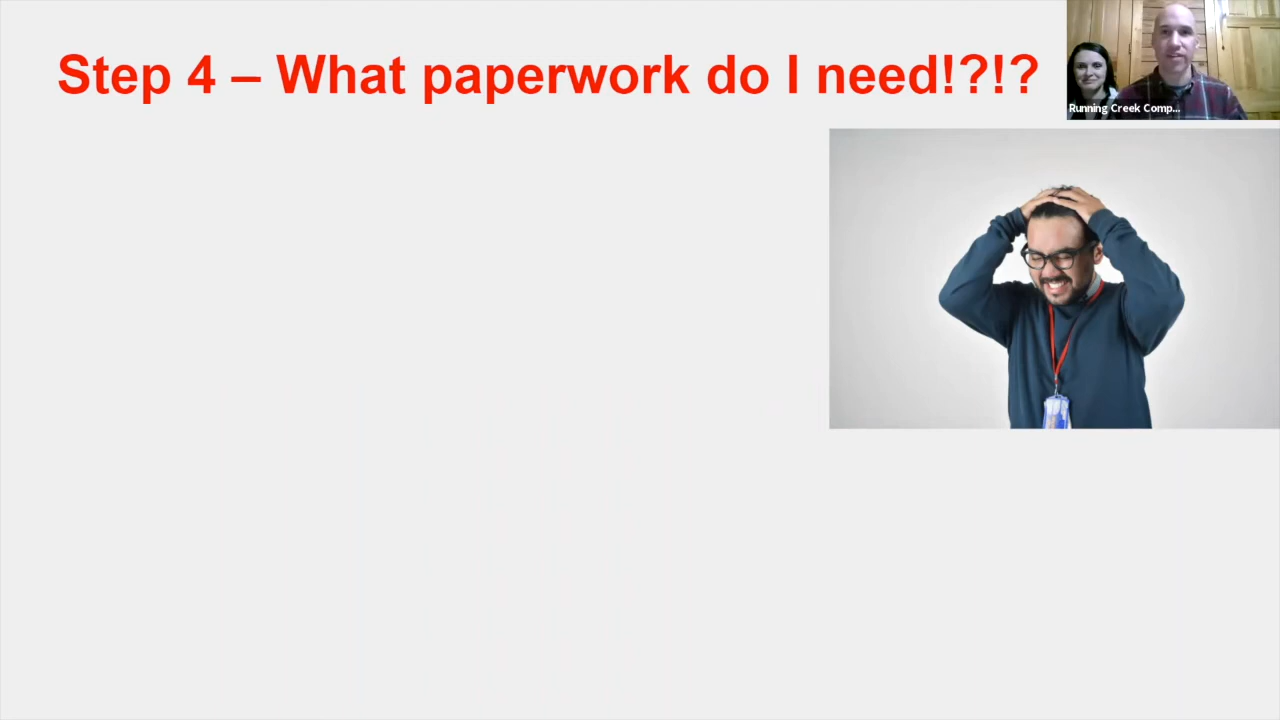 Step 4 – What paperwork do I need!?!?
Running Creek Comp...